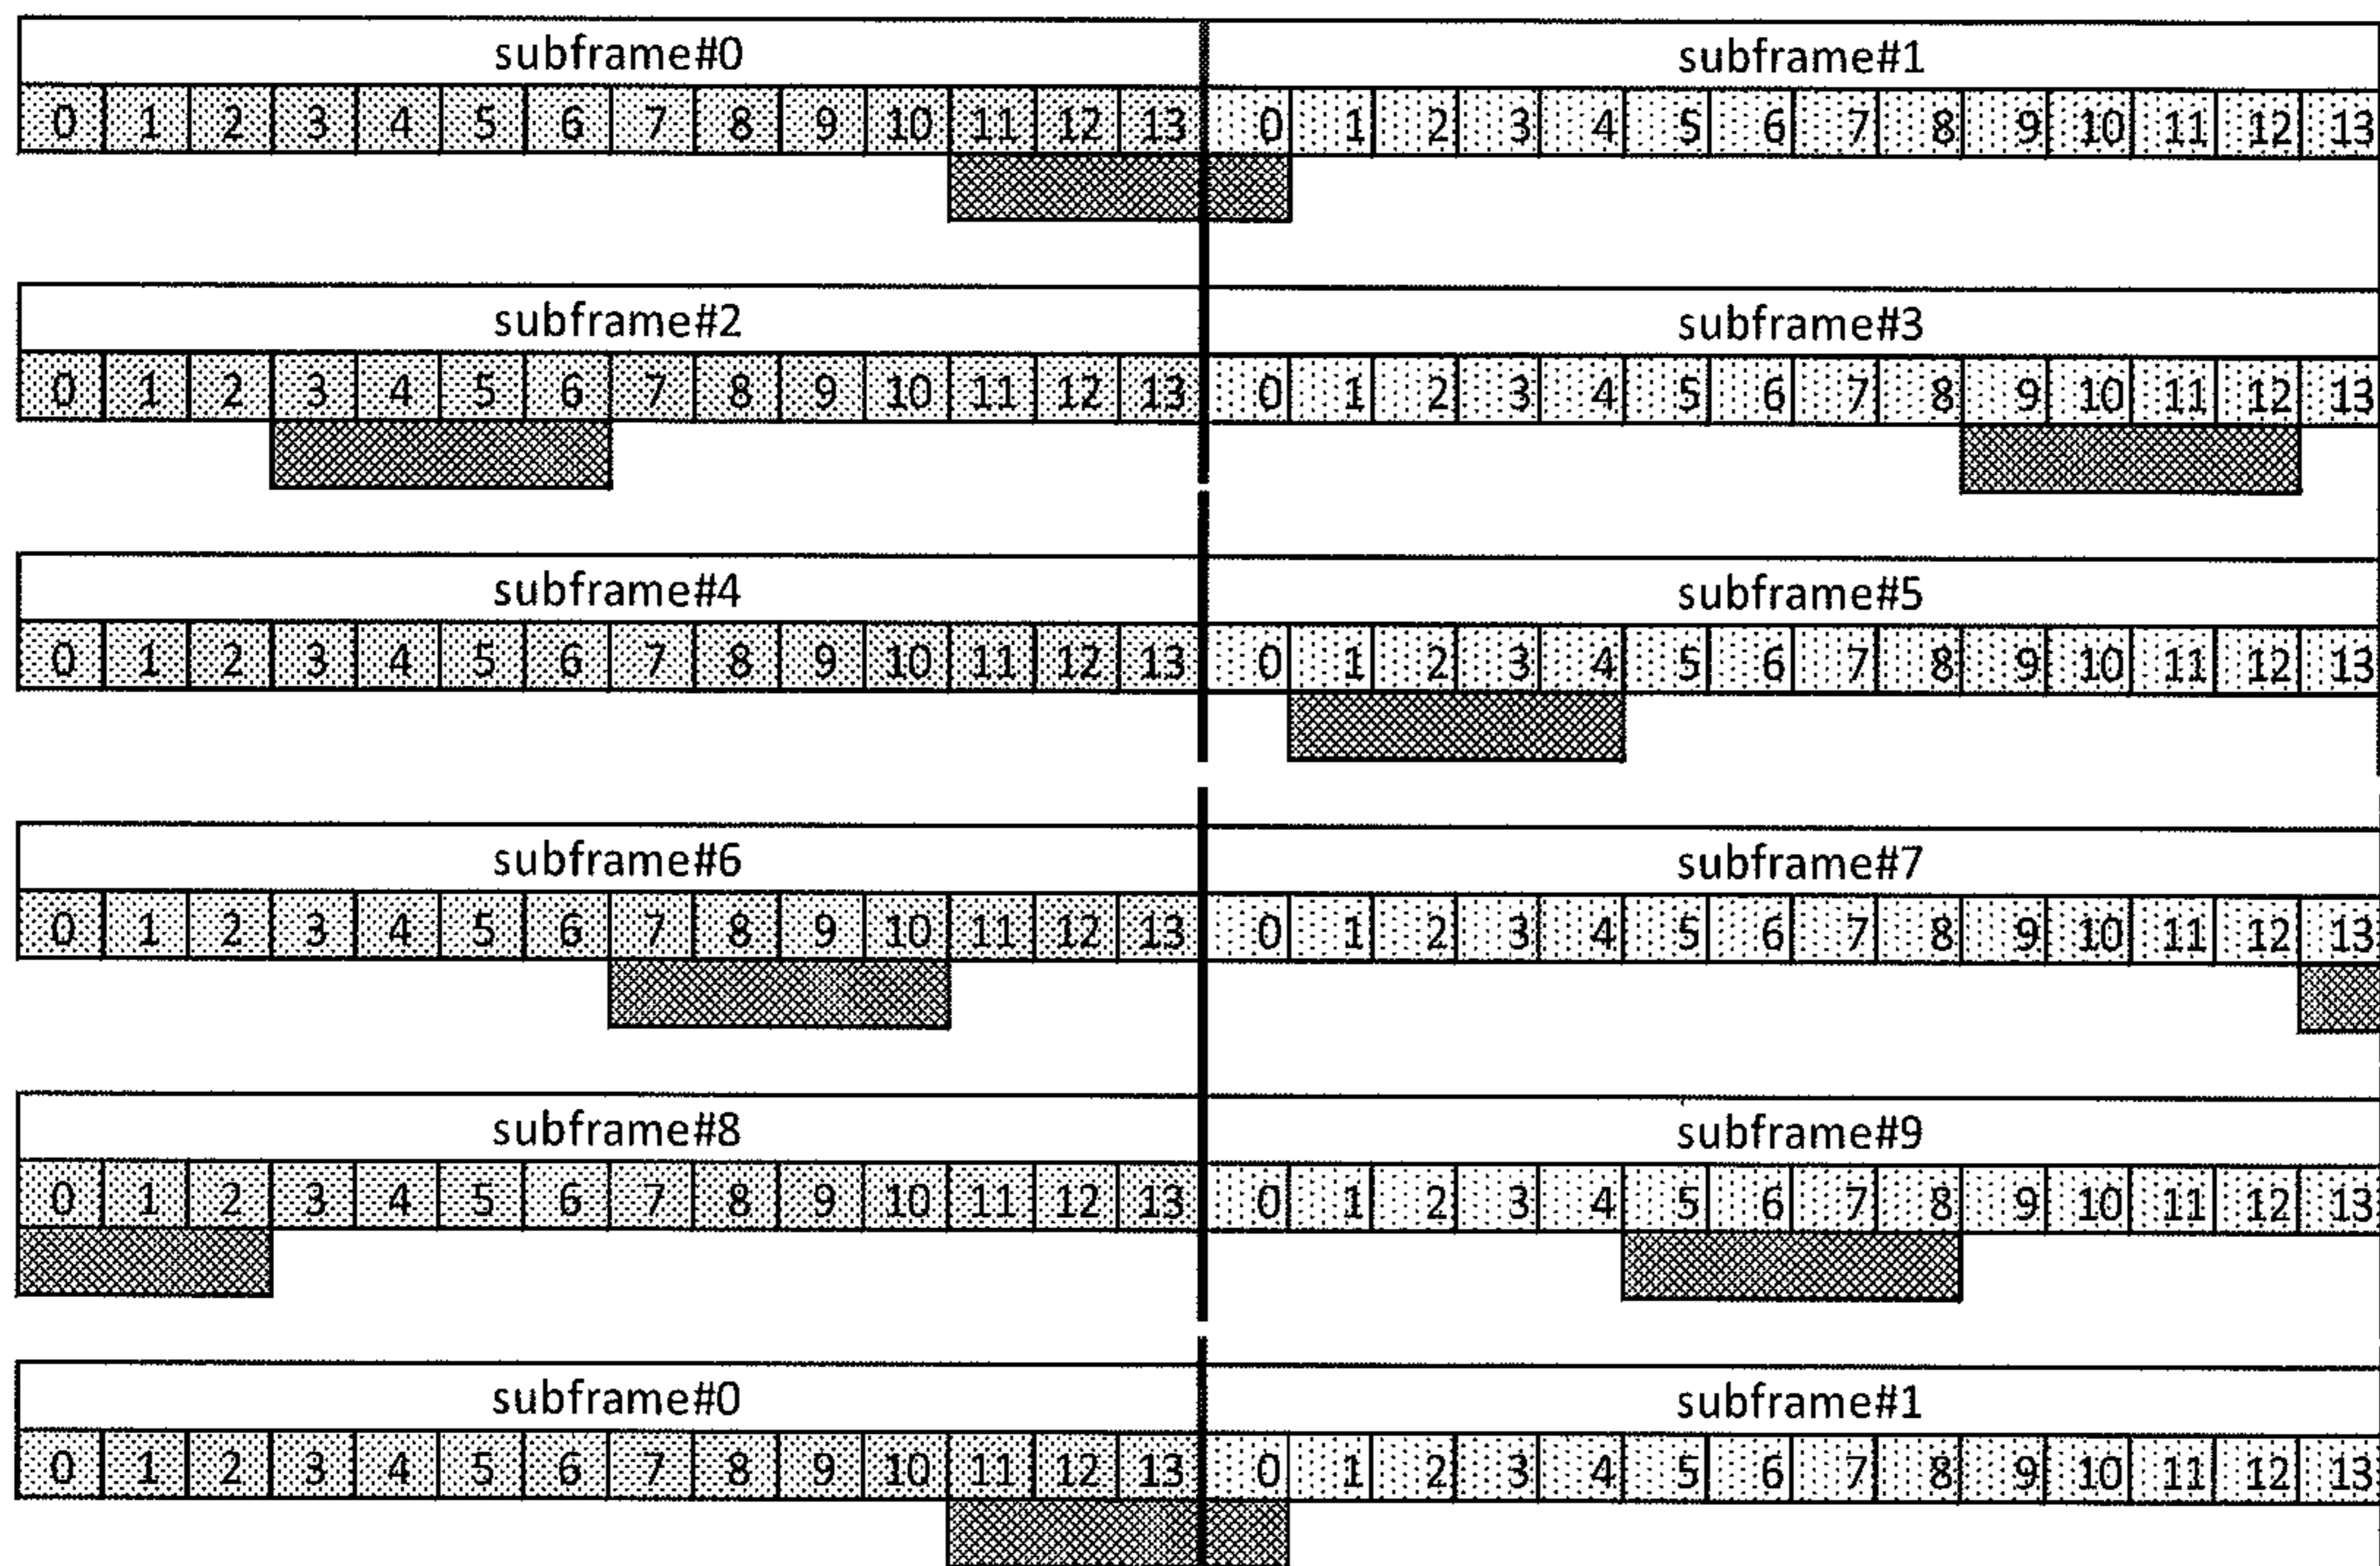 subframe#0 subframe#1
0 1 2 3 4 5 6 7 8 9 10 11 12 13 0 1 2 3 4 5 6 7 8 9 10 11 12 13
subframe#2 subframe#3
0 1 2 3 4 5 6 7 8 9 10 11 12 13 0 1 2 3 4 5 6 7 8 9 10 11 12 13
subframe#4 subframe#5
0 1 2 3 4 5 6 7 8 9 10 11 12 13 0 1 2 3 4 5 6 7 8 9 10 11 12 13
subframe#6 subframe#7
0 1 2 3 4 5 6 7 8 9 10 11 12 13 0 1 2 3 4 5 6 7 8 9 10 11 12 13
subframe#8 subframe#9
0 1 2 3 4 5 6 7 8 9 10 11 12 13 0 1 2 3 4 5 6 7 8 9 10 11 12 13
subframe#0 subframe#1
0 1 2 3 4 5 6 7 8 9 10 11 12 13 0 1 2 3 4 5 6 7 8 9 10 11 12 13